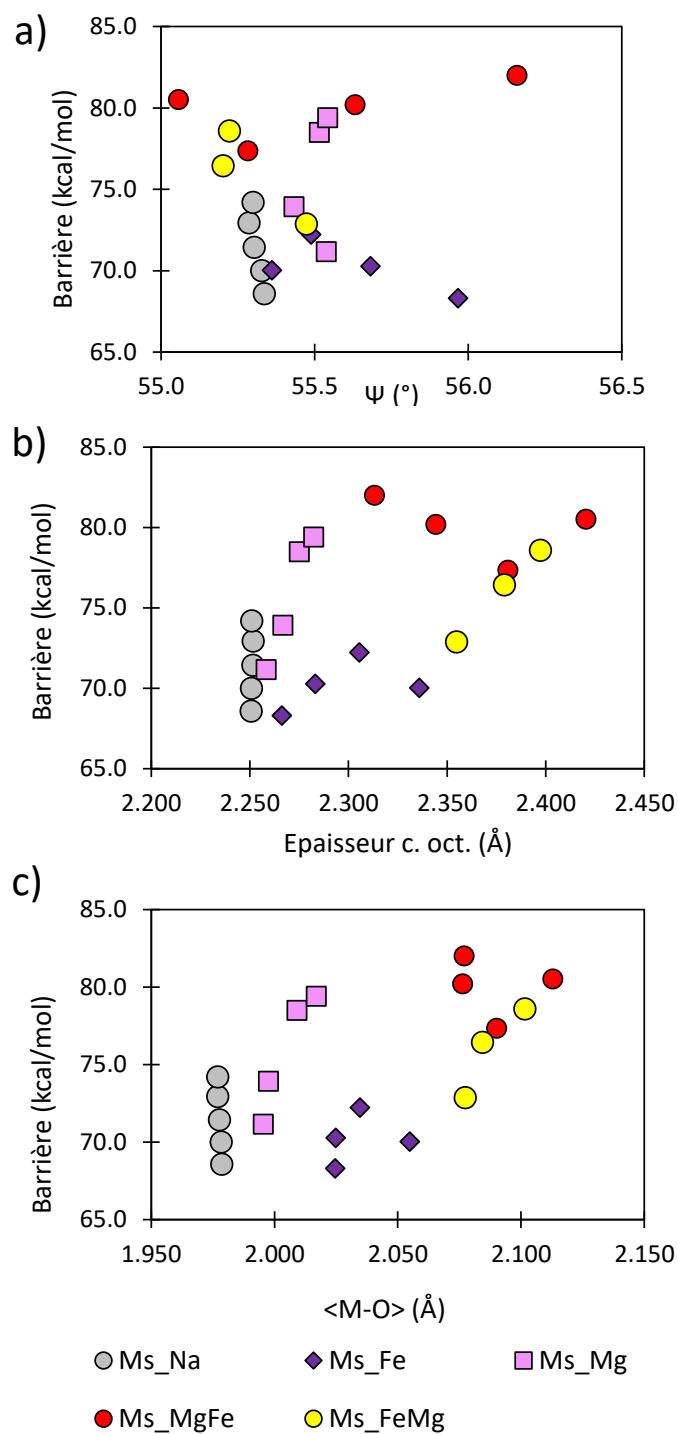 a)
85.0
80.0
75.0
70.0
65.0
Barrière (kcal/mol)
55.0 55.5 56.0 56.5
Ψ (°)
b)
85.0
80.0
75.0
70.0
65.0
Barrière (kcal/mol)
2.200 2.250 2.300 2.350 2.400 2.450
Epaisseur c. oct. (Å)
c)
85.0
80.0
75.0
70.0
65.0
Barrière (kcal/mol)
1.950 2.000 2.050 2.100 2.150
<M-O> (Å)
Ms_Na Ms_Fe Ms_Mg
Ms_MgFe Ms_FeMg